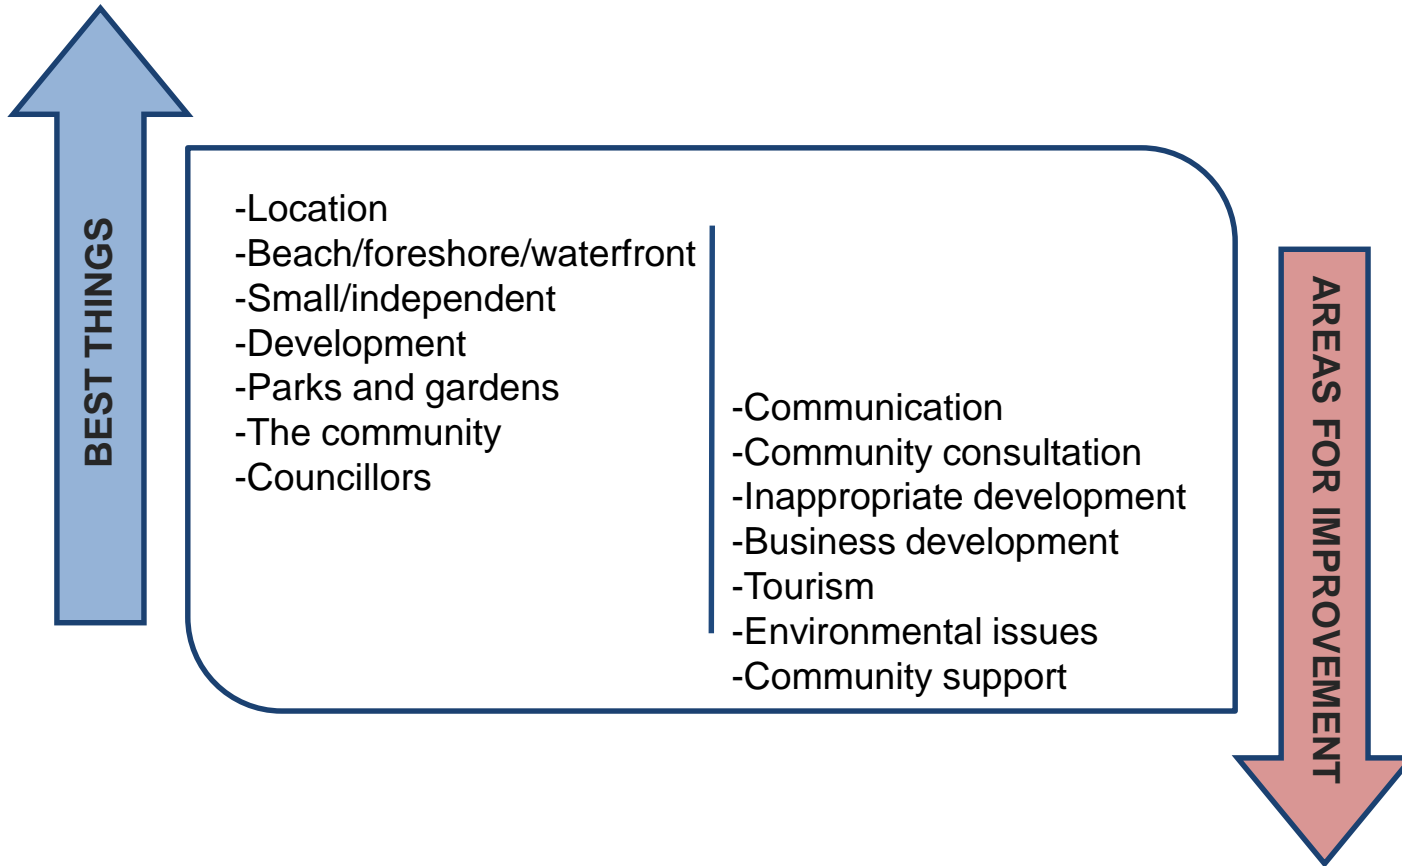 BEST THINGS
-Location
-Beach/foreshore/waterfront
-Small/independent
-Development
-Parks and gardens
-The community
-Councillors
-Communication
-Community consultation
-Inappropriate development
-Business development
-Tourism
-Environmental issues
-Community support
AREAS FOR IMPROVEMENT